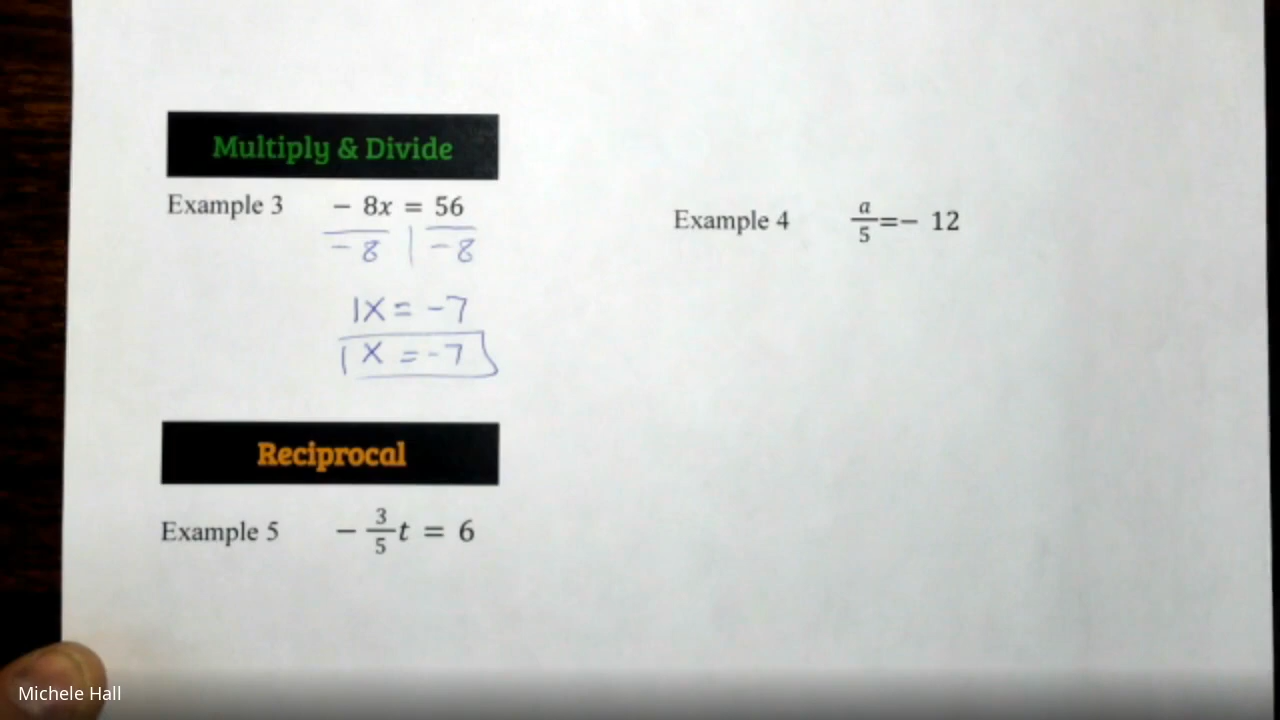 Multiply & Divide
Example 3 − 8x = 56
−8 | −8
1x = −7
x = −7
Example 4 a/5 = − 12
Reciprocal
Example 5 − 3/5 t = 6
Michele Hall